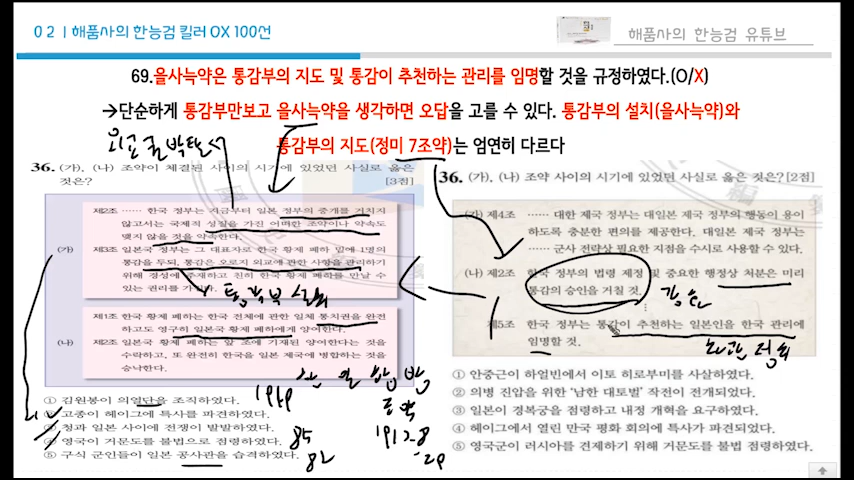 02 | 해품사의 한능검 킬러 OX 100선
해품사의 한능검 유튜브
69.을사늑약은 통감부의 지도 및 통감이 추천하는 관리를 임명할 것을 규정하였다.(O/X)
→단순하게 통감부만보고 을사늑약을 생각하면 오답을 고를 수 있다. 통감부의 설치(을사늑약)와
통감부의 지도(정미 7조약)는 엄연히 다르다
외교권 박탈
36. (가), (나) 조약이 체결된 사이의 시기에 있었던 사실로 옳은
것은? [3점]
제2조 …… 한국 정부는 지금부터 일본 정부의 중개를 거치지
않고서는 국제적 성질을 가진 어떠한 조약이나 약속도
맺지 않을 것을 약속한다.
(가) 제3조 일본국 정부는 그 대표자로 한국 황제 폐하 밑에 1명의
통감을 두되, 통감은 오로지 외교에 관한 사항을 관리하기
위해 경성에 주재하고 친히 한국 황제 폐하를 만날 수
있는 권리를 가진다.
통감부 설치
제1조 한국 황제 폐하는 한국 전체에 관한 일체 통치권을 완전
하고도 영구히 일본국 황제 폐하에게 양여한다.
(나) 제2조 일본국 황제 폐하는 앞 조에 기재된 양여한다는 것을
수락하고, 또 완전히 한국을 일본 제국에 병합하는 것을
승낙한다.
① 김원봉이 의열단을 조직하였다.
② 고종이 헤이그에 특사를 파견하였다.
③ 청과 일본 사이에 전쟁이 발발하였다.
④ 영국이 거문도를 불법으로 점령하였다.
⑤ 구식 군인들이 일본 공사관을 습격하였다.
1919
85
82
조약
36. (가), (나) 조약 사이의 시기에 있었던 사실로 옳은 것은? [2점]
(가) 제4조
…… 대한 제국 정부는 대일본 제국 정부의 행동이 용이
하도록 충분한 편의를 제공한다. 대일본 제국 정부는
…… 군사 전략상 필요한 지점을 수시로 사용할 수 있다.
(나) 제2조 한국 정부의 법령 제정 및 중요한 행정상 처분은 미리
통감의 승인을 거칠 것.
제5조 한국 정부는 통감이 추천하는 일본인을 한국 관리에
임명할 것.
① 안중근이 하얼빈에서 이토 히로부미를 사살하였다.
② 의병 진압을 위한 '남한 대토벌' 작전이 전개되었다.
③ 일본이 경복궁을 점령하고 내정 개혁을 요구하였다.
④ 헤이그에서 열린 만국 평화 회의에 특사가 파견되었다.
⑤ 영국군이 러시아를 견제하기 위해 거문도를 불법 점령하였다.